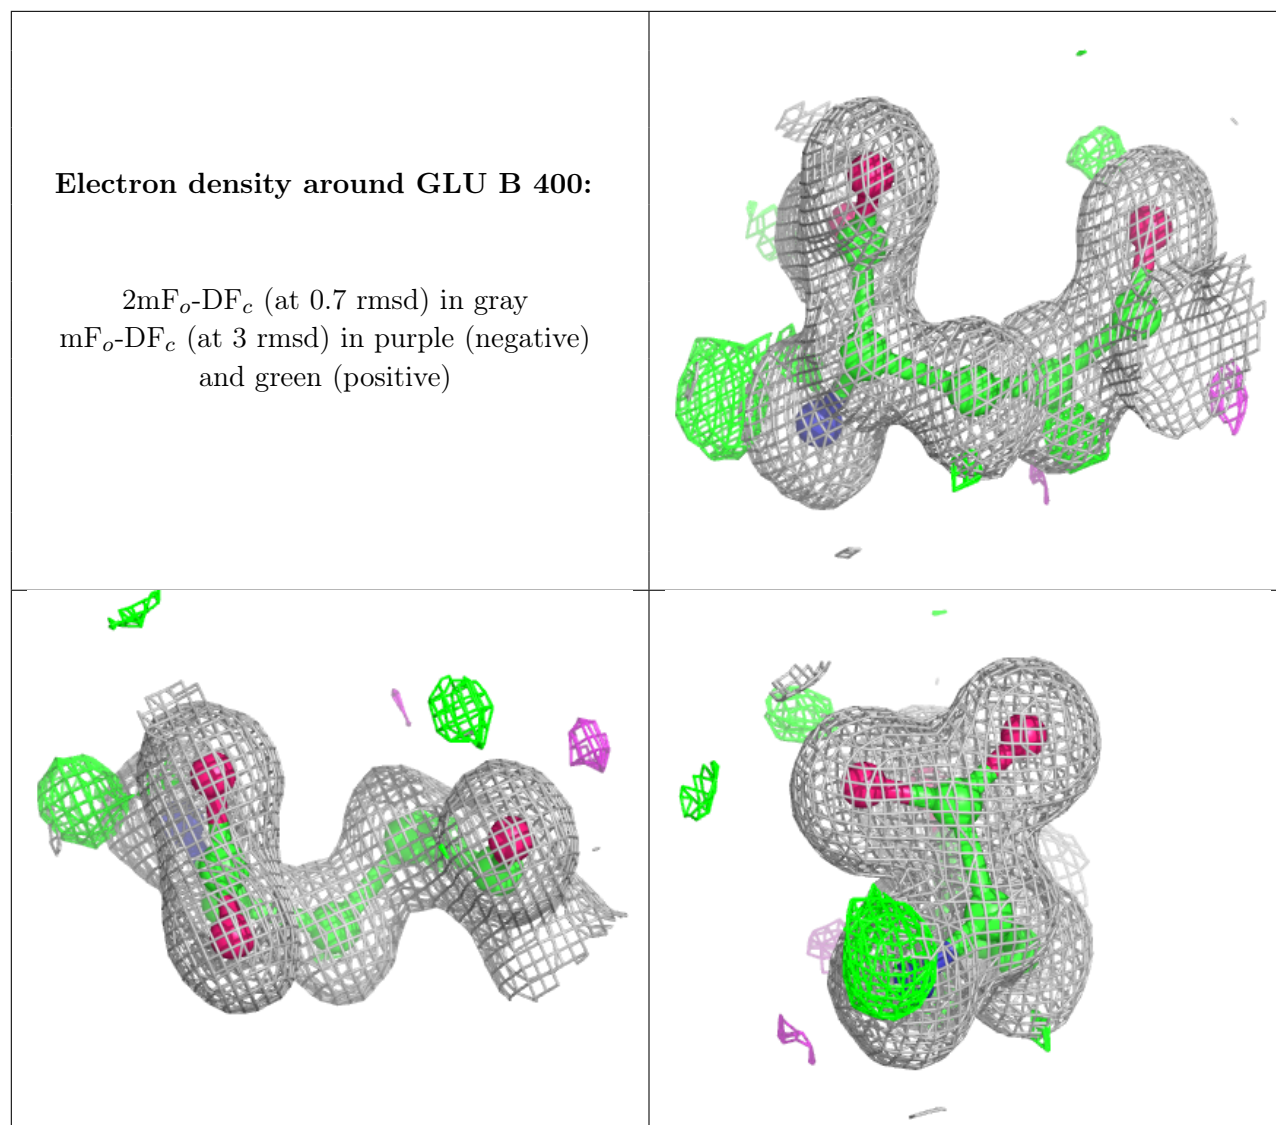 Electron density around GLU B 400:
2mFo-DFc (at 0.7 rmsd) in gray
mFo-DFc (at 3 rmsd) in purple (negative)
and green (positive)